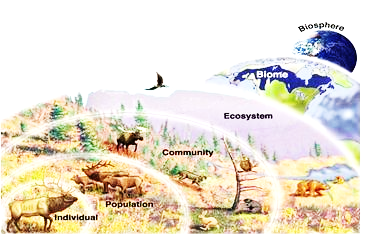 Biosphere
Biome
Ecosystem
Community
Population
Individual